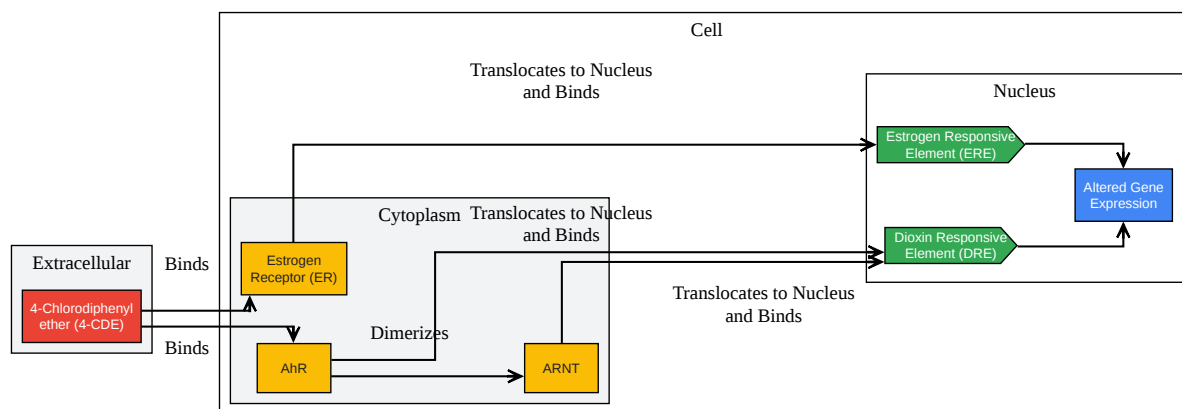 Cell
Translocates to Nucleus
and Binds
Nucleus
Estrogen Responsive
Element (ERE)
Altered Gene
Expression
Cytoplasm
Translocates to Nucleus
and Binds
Dioxin Responsive
Element (DRE)
Extracellular
Binds
Estrogen
Receptor (ER)
4-Chlorodiphenyl
ether (4-CDE)
Translocates to Nucleus
and Binds
Dimerizes
Binds
AhR
ARNT